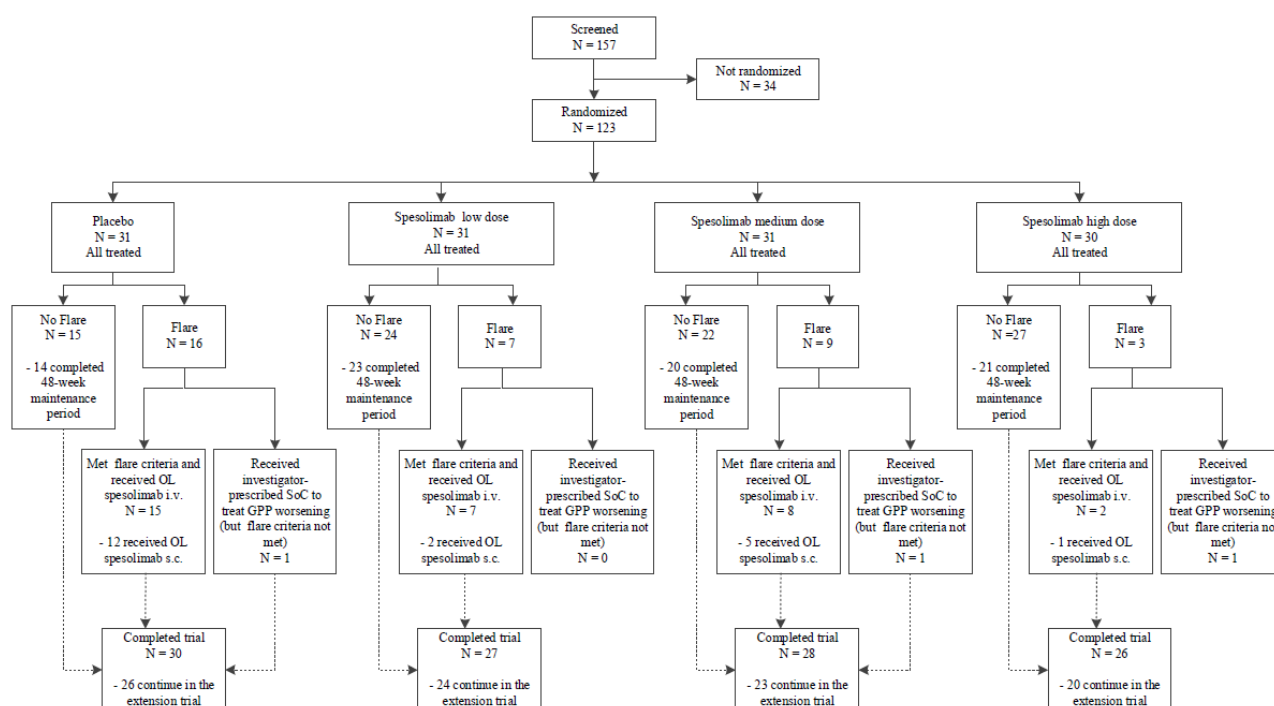 Screened
N = 157
Not randomized
N = 34
Randomized
N = 123
Placebo
N = 31
All treated
Spesolimab low dose
N = 31
All treated
Spesolimab medium dose
N = 31
All treated
Spesolimab high dose
N = 30
All treated
No Flare
N = 15
- 14 completed
48-week
maintenance
period
Flare
N = 16
No Flare
N = 24
- 23 completed
48-week
maintenance
period
Flare
N = 7
No Flare
N = 22
- 20 completed
48-week
maintenance
period
Flare
N = 9
No Flare
N =27
- 21 completed
48-week
maintenance
period
Flare
N = 3
Met flare criteria and
received OL
spesolimab i.v.
N = 15
- 12 received OL
spesolimab s.c.
Received
investigator-
prescribed SoC to
treat GPP worsening
(but flare criteria not
met)
N = 1
Met flare criteria and
received OL
spesolimab i.v.
N = 7
- 2 received OL
spesolimab s.c.
Received
investigator-
prescribed SoC to
treat GPP worsening
(but flare criteria not
met)
N = 0
Met flare criteria and
received OL
spesolimab i.v.
N = 8
- 5 received OL
spesolimab s.c.
Received
investigator-
prescribed SoC to
treat GPP worsening
(but flare criteria not
met)
N = 1
Met flare criteria and
received OL
spesolimab i.v.
N = 2
- 1 received OL
spesolimab s.c.
Received
investigator-
prescribed SoC to
treat GPP worsening
(but flare criteria not
met)
N = 1
Completed trial
N = 30
- 26 continue in the
extension trial
Completed trial
N = 27
- 24 continue in the
extension trial
Completed trial
N = 28
- 23 continue in the
extension trial
Completed trial
N = 26
- 20 continue in the
extension trial